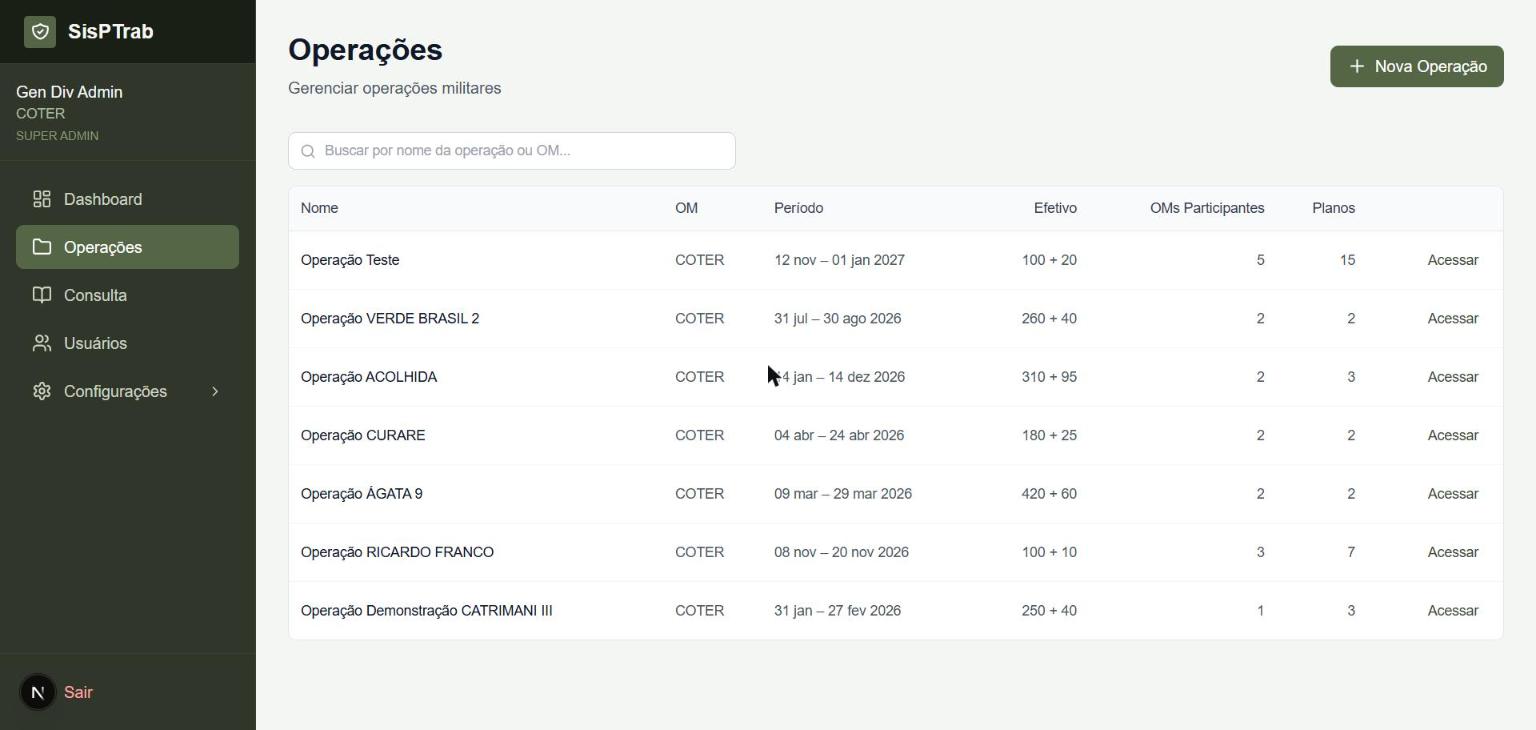 SisPTrab
Gen Div Admin
COTER
SUPER ADMIN
Dashboard
Operações
Consulta
Usuários
Configurações
N Sair
Operações
Gerenciar operações militares
+ Nova Operação
Buscar por nome da operação ou OM...
Nome OM Período Efetivo OMs Participantes Planos
Operação Teste COTER 12 nov – 01 jan 2027 100 + 20 5 15 Acessar
Operação VERDE BRASIL 2 COTER 31 jul – 30 ago 2026 260 + 40 2 2 Acessar
Operação ACOLHIDA COTER jan – 14 dez 2026 310 + 95 2 3 Acessar
Operação CURARE COTER 04 abr – 24 abr 2026 180 + 25 2 2 Acessar
Operação ÁGATA 9 COTER 09 mar – 29 mar 2026 420 + 60 2 2 Acessar
Operação RICARDO FRANCO COTER 08 nov – 20 nov 2026 100 + 10 3 7 Acessar
Operação Demonstração CATRIMANI III COTER 31 jan – 27 fev 2026 250 + 40 1 3 Acessar